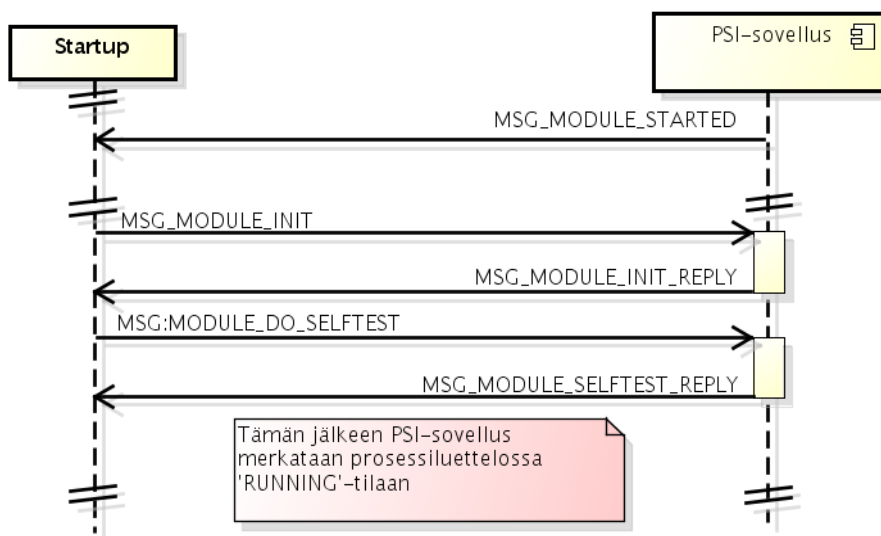 Startup
PSI-sovellus
MSG_MODULE_STARTED
MSG_MODULE_INIT
MSG_MODULE_INIT_REPLY
MSG:MODULE_DO_SELFTEST
MSG_MODULE_SELFTEST_REPLY
Tämän jälkeen PSI-sovellus
merkataan prosessiluettelossa
'RUNNING'-tilaan